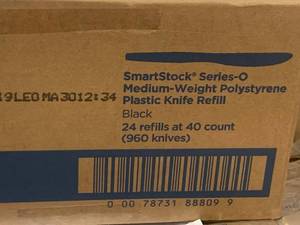 SmartStock® Series-O
Medium-Weight Polystyrene
Plastic Knife Refill
19LEO MA3012:34
Black
24 refills at 40 count
(960 knives)
0 00 78731 88809 9